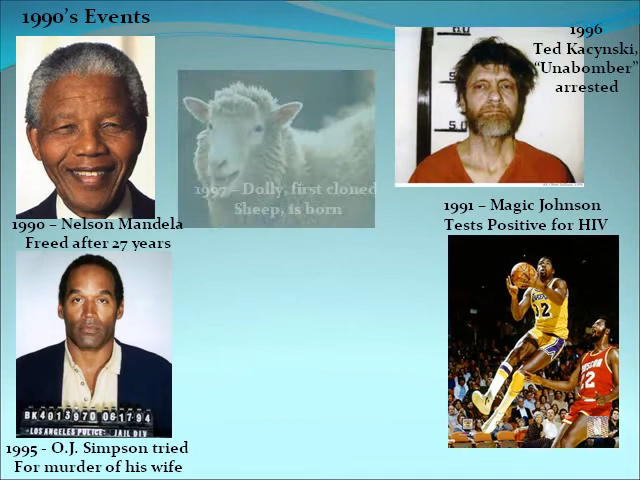 1990's Events
1996
Ted Kacynski,
"Unabomber"
arrested
1997 – Dolly, first cloned
Sheep, is born
1990 – Nelson Mandela
Freed after 27 years
1991 – Magic Johnson
Tests Positive for HIV
BK4013970 061794
LOS ANGELES POLICE: JAIL DIV
1995 - O.J. Simpson tried
For murder of his wife